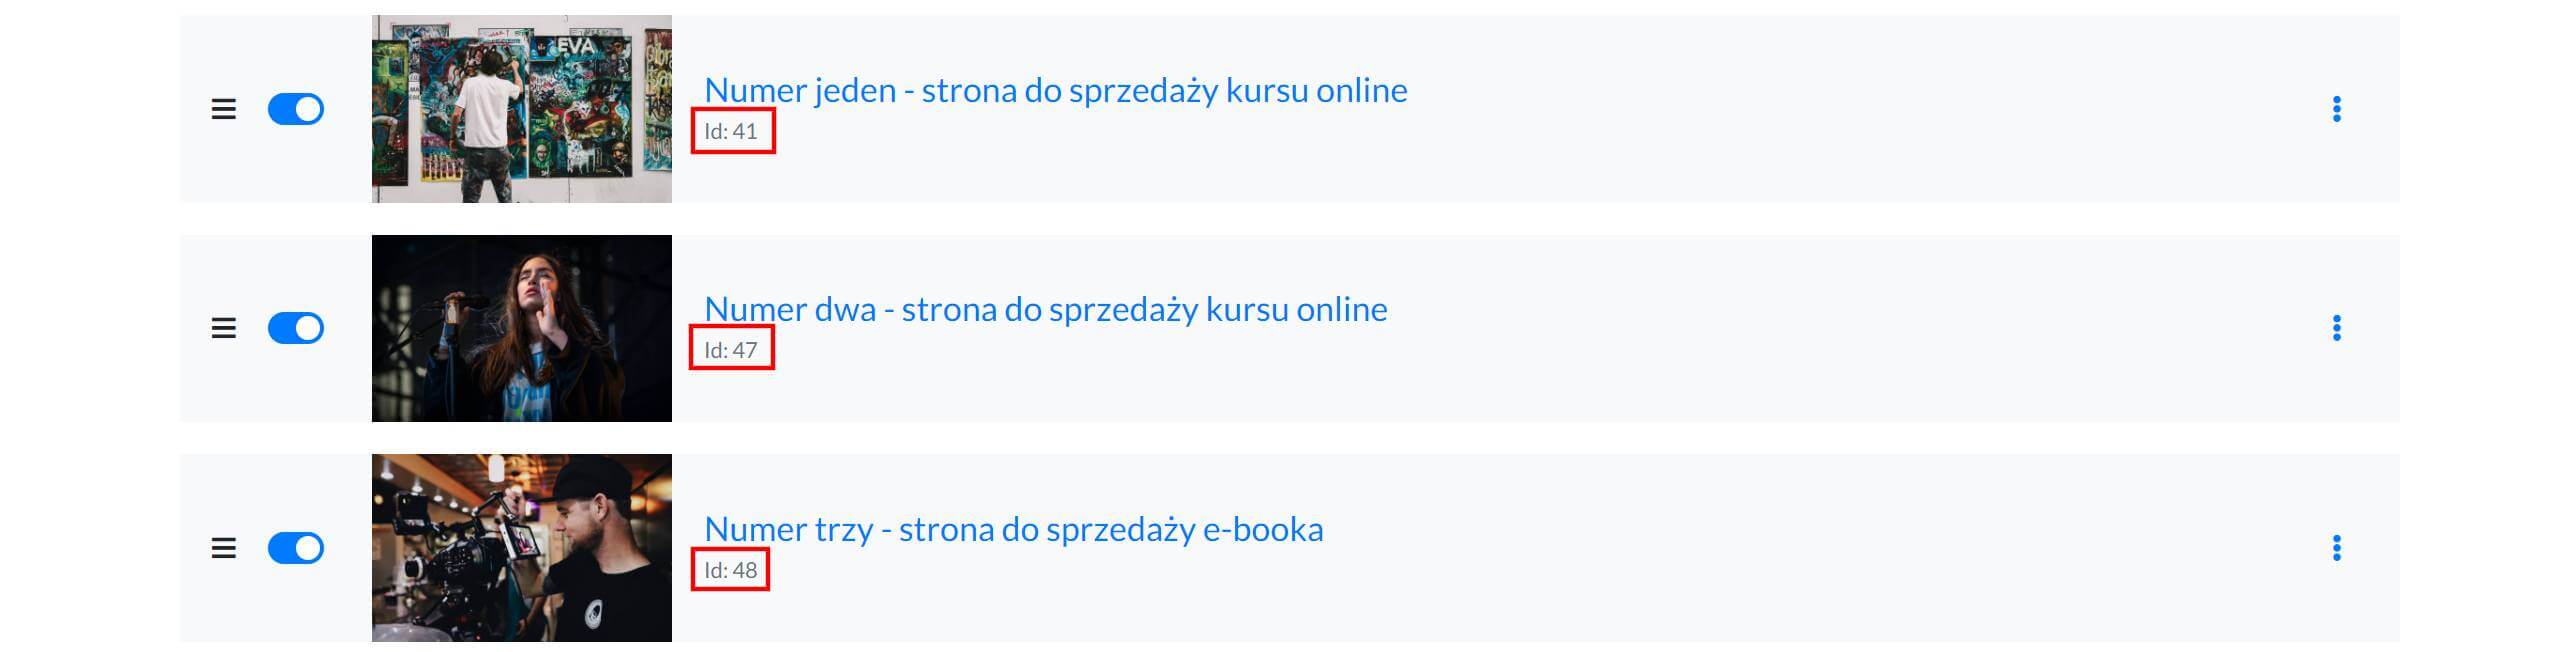 EVA
Numer jeden - strona do sprzedaży kursu online
Id: 41
Numer dwa - strona do sprzedaży kursu online
Id: 47
Numer trzy - strona do sprzedaży e-booka
Id: 48